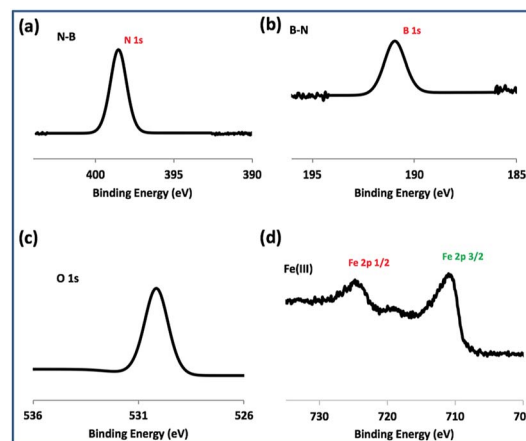 (a)
N-B
N 1s
400
395
390
Binding Energy (eV)
(b)
B-N
B 1s
195
190
185
Binding Energy (eV)
(c)
O 1s
536
531
526
Binding Energy (eV)
(d)
Fe(III)
Fe 2p 1/2
Fe 2p 3/2
730
720
710
70
Binding Energy (eV)